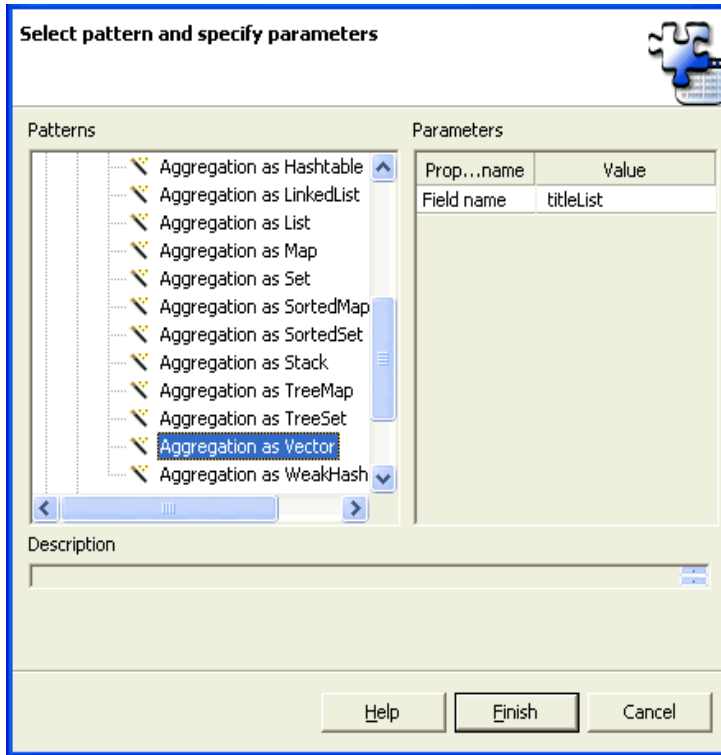 Select pattern and specify parameters
Patterns
Parameters
Aggregation as Hashtable
Aggregation as LinkedList
Aggregation as List
Aggregation as Map
Aggregation as Set
Aggregation as SortedMap
Aggregation as SortedSet
Aggregation as Stack
Aggregation as TreeMap
Aggregation as TreeSet
Aggregation as Vector
Aggregation as WeakHash
Prop...name Value
Field name titleList
Description
Help Finish Cancel